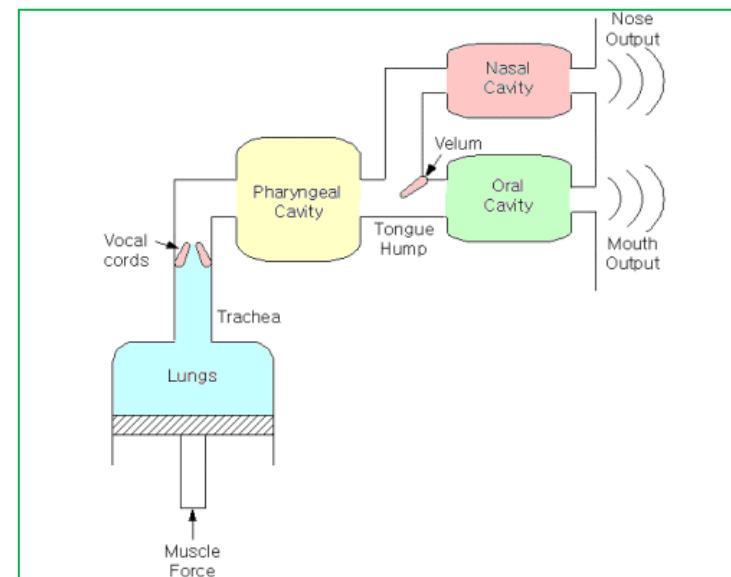 Nose
Output
Nasal
Cavity
Velum
Pharyngeal
Cavity
Oral
Cavity
Tongue
Hump
Mouth
Output
Vocal
cords
Trachea
Lungs
Muscle
Force